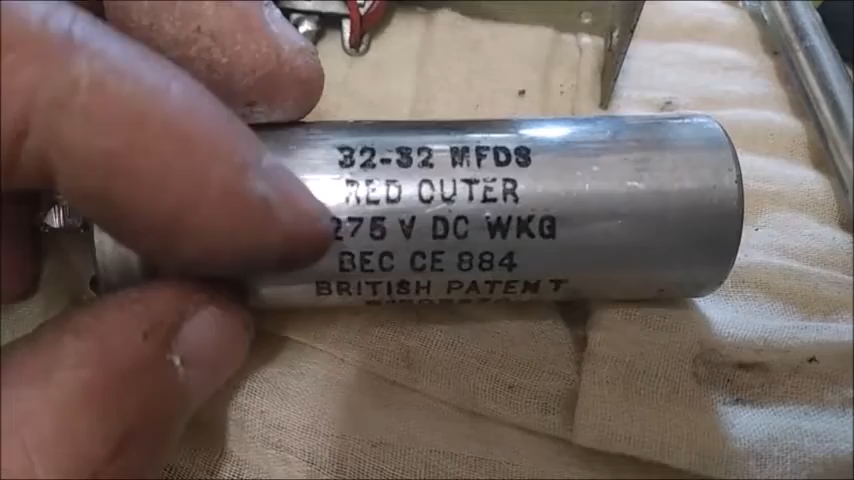 32-32 MFDS
RED OUTER
275 V DC WKG
BEC CE 884
BRITISH PATENT